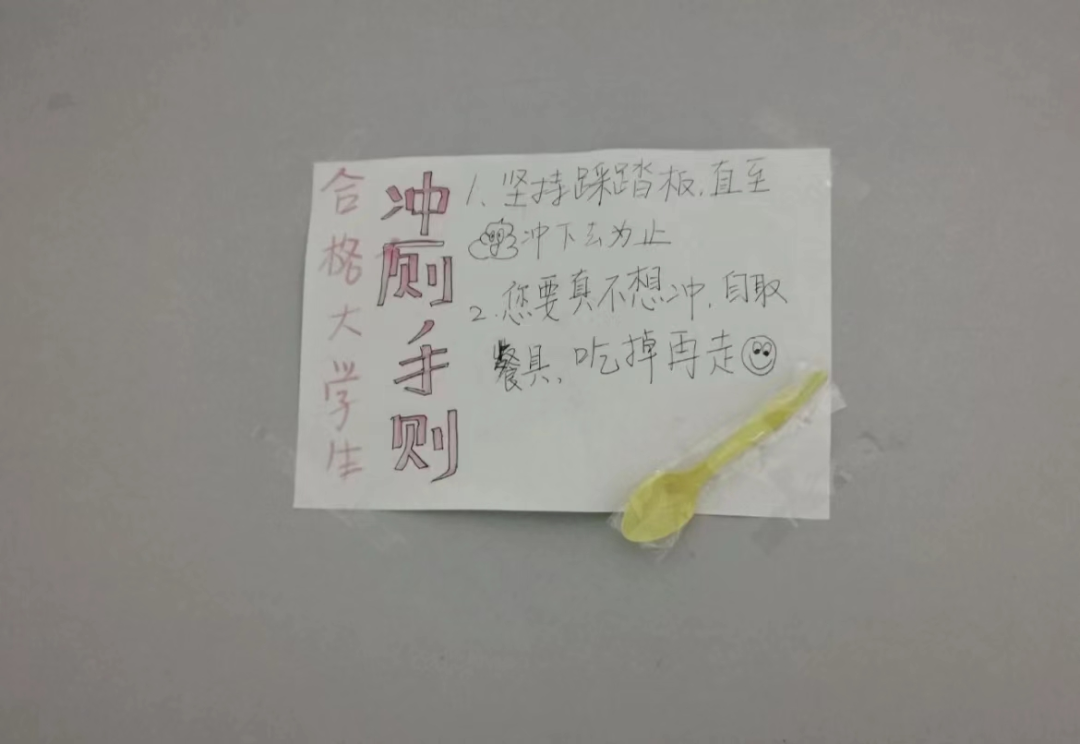 合格大学生
冲厕手则
1、坚持踩踏板,直至
冲下去为止
2.您要真不想冲,自取
餐具,吃掉再走